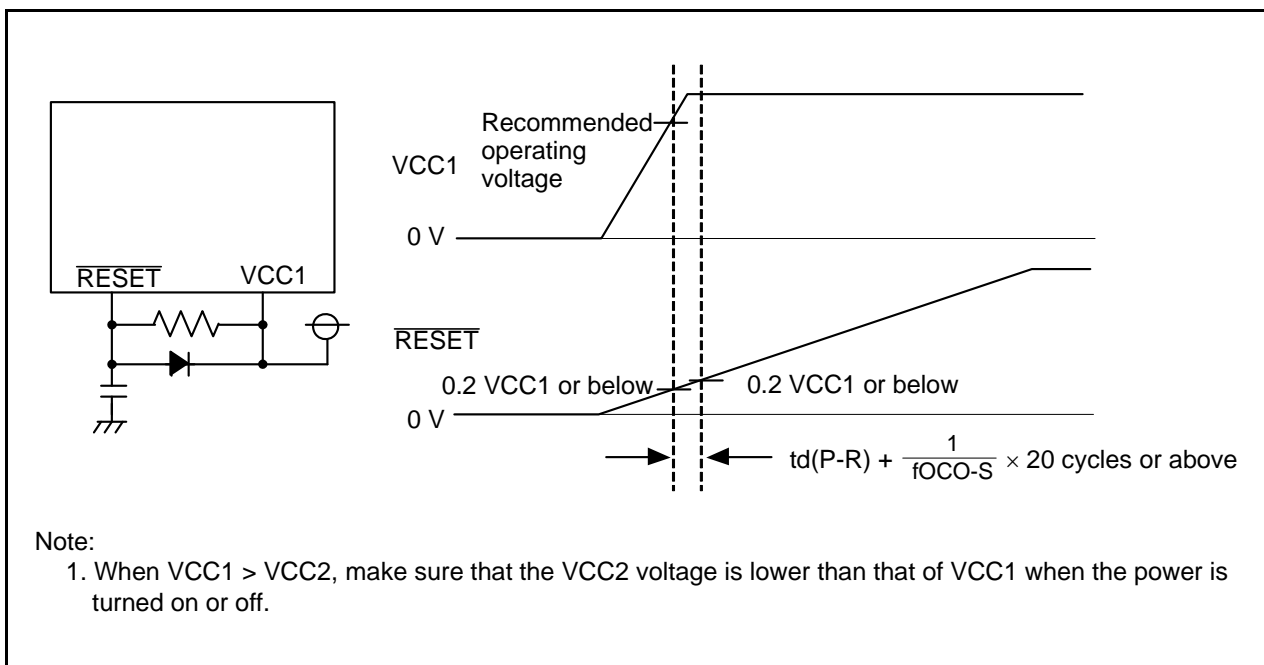 RESET
VCC1
Recommended
operating
voltage
VCC1
0 V
RESET
0.2 VCC1 or below
0.2 VCC1 or below
0 V
td(P-R) + 1/fOCO-S × 20 cycles or above
Note:
1. When VCC1 > VCC2, make sure that the VCC2 voltage is lower than that of VCC1 when the power is
turned on or off.